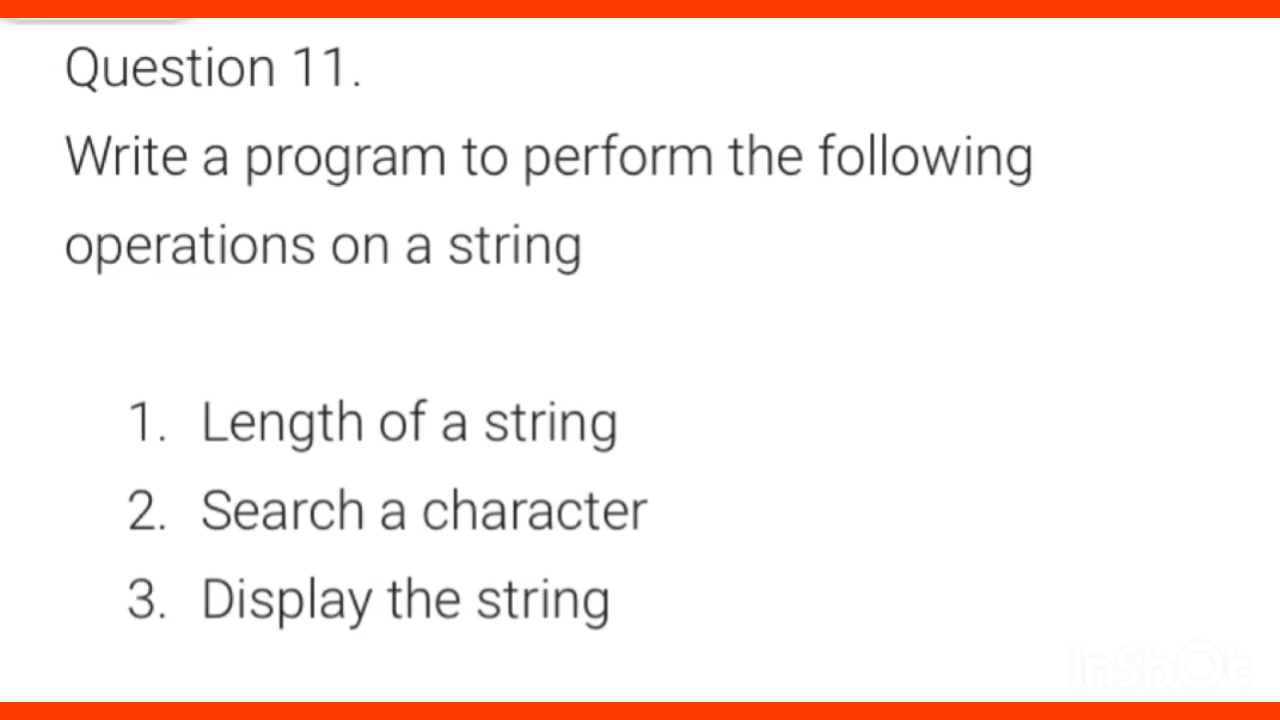 Question 11.
Write a program to perform the following
operations on a string
1. Length of a string
2. Search a character
3. Display the string
InShOt